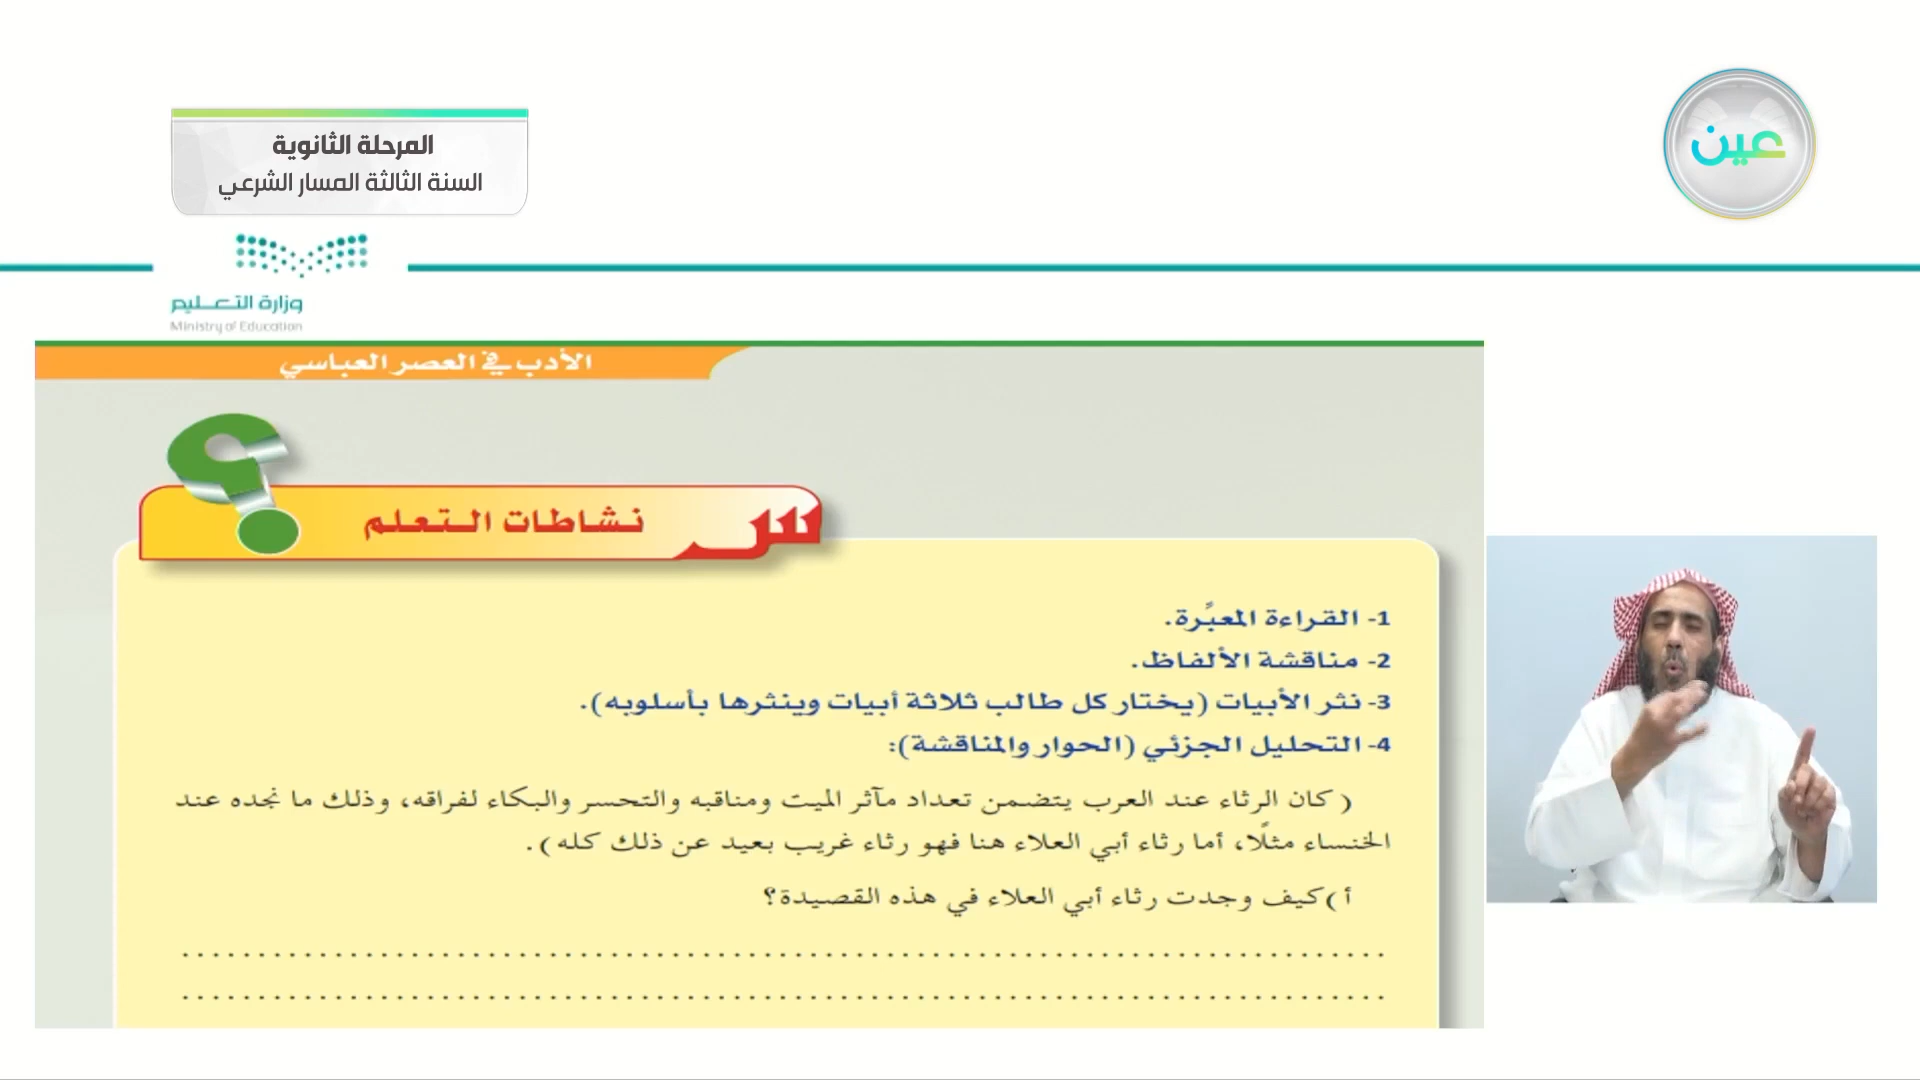 المرحلة الثانوية
السنة الثالثة المسار الشرعي
عين
وزارة التعليم
Ministry of Education
الأدب في العصر العباسي
نشاطات التعلم
1- القراءة المعبِّرة.
2- مناقشة الألفاظ.
3- نثر الأبيات (يختار كل طالب ثلاثة أبيات وينثرها بأسلوبه).
4- التحليل الجزئي (الحوار والمناقشة):
( كان الرثاء عند العرب يتضمن تعداد مآثر الميت ومناقبه والتحسر والبكاء لفراقه، وذلك ما نجده عند
الخنساء مثلًا، أما رثاء أبي العلاء هنا فهو رثاء غريب بعيد عن ذلك كله ).
أ ) كيف وجدت رثاء أبي العلاء في هذه القصيدة؟